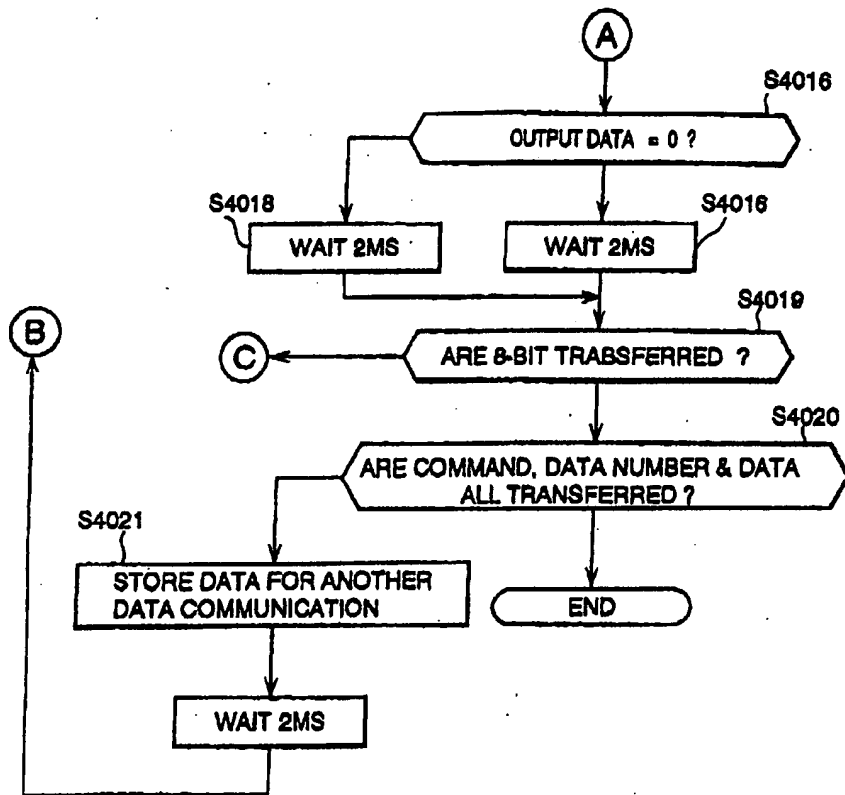 A
S4016
OUTPUT DATA = 0 ?
S4018
S4016
WAIT 2MS
WAIT 2MS
S4019
B
C
ARE 8-BIT TRABSFERRED ?
S4020
ARE COMMAND, DATA NUMBER & DATA
ALL TRANSFERRED ?
S4021
STORE DATA FOR ANOTHER
DATA COMMUNICATION
END
WAIT 2MS